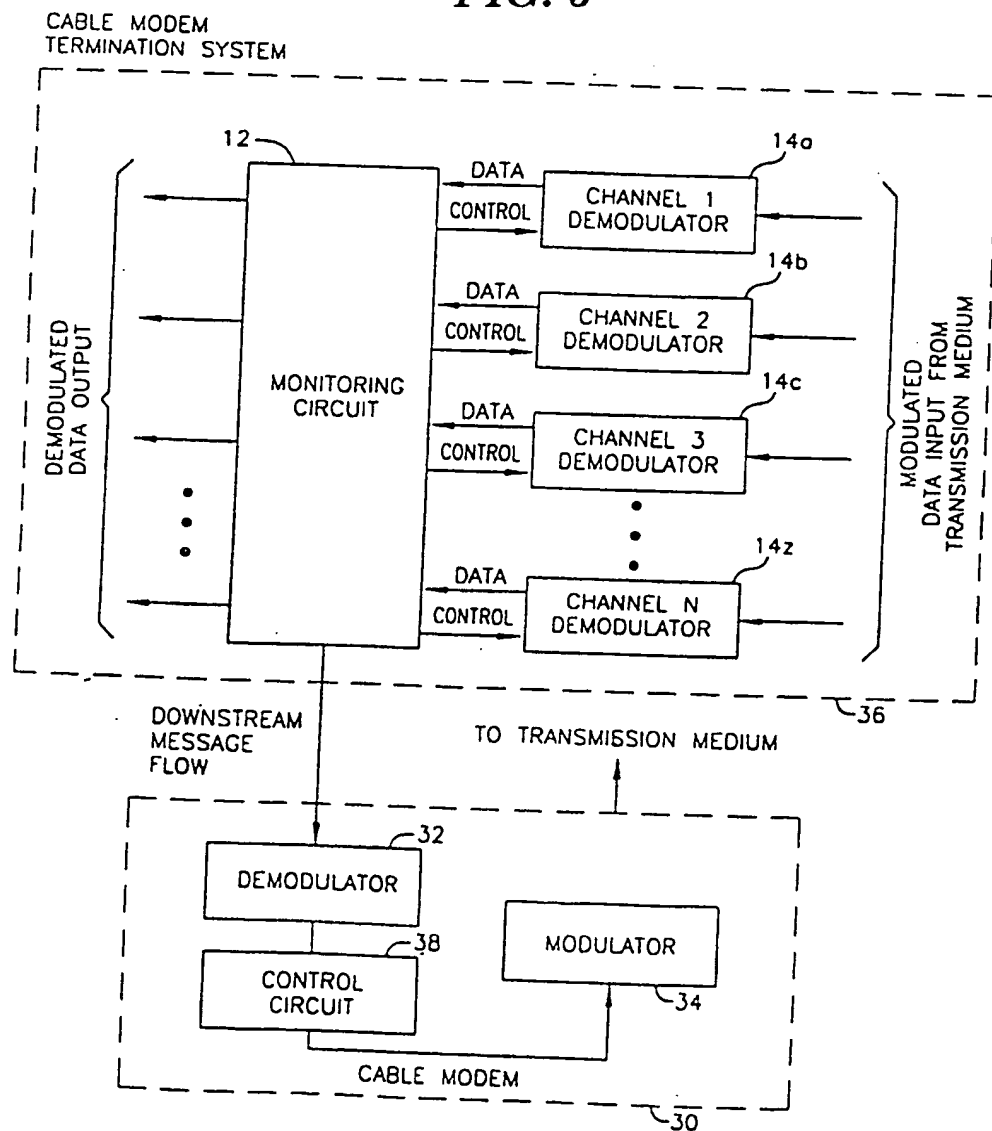 CABLE MODEM
TERMINATION SYSTEM
12
14a
DATA
CONTROL
CHANNEL 1
DEMODULATOR
14b
DATA
CONTROL
CHANNEL 2
DEMODULATOR
DEMODULATED
DATA OUTPUT
MONITORING
CIRCUIT
14c
DATA
CONTROL
CHANNEL 3
DEMODULATOR
MODULATED
DATA INPUT FROM
TRANSMISSION MEDIUM
14z
DATA
CONTROL
CHANNEL N
DEMODULATOR
36
DOWNSTREAM
MESSAGE
FLOW
TO TRANSMISSION MEDIUM
32
DEMODULATOR
38
CONTROL
CIRCUIT
MODULATOR
34
CABLE MODEM
30